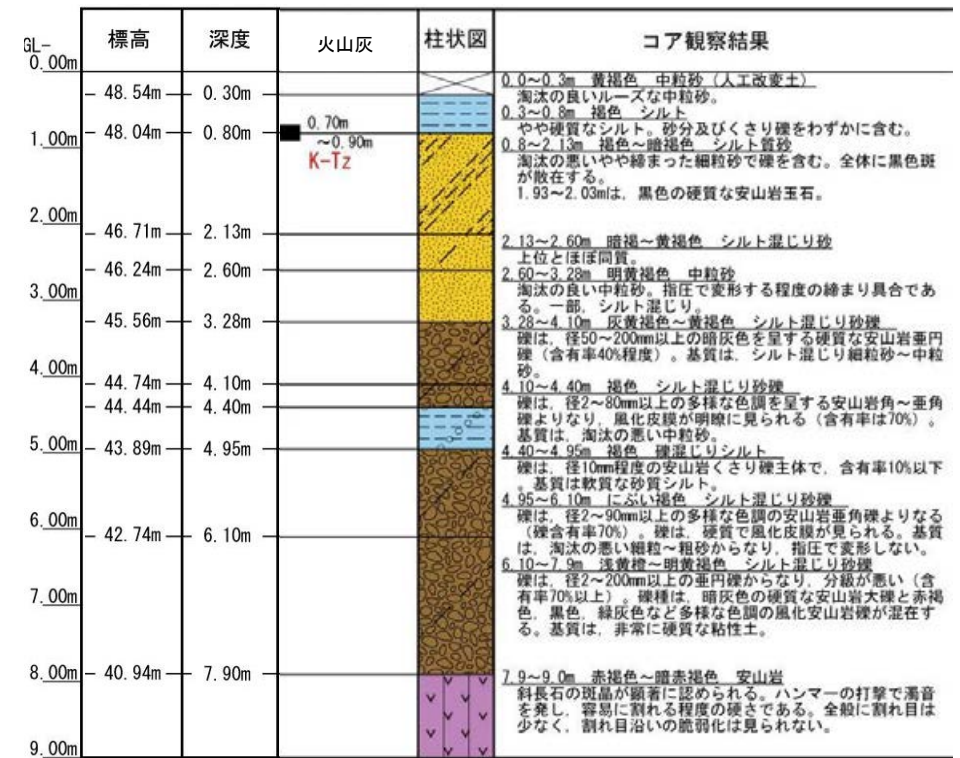 標高 深度 火山灰 柱状図 コア観察結果
GL-
0.00m
1.00m
2.00m
3.00m
4.00m
5.00m
6.00m
7.00m
8.00m
9.00m
48.54m 0.30m
48.04m 0.80m
46.71m 2.13m
46.24m 2.60m
45.56m 3.28m
44.74m 4.10m
44.44m 4.40m
43.89m 4.95m
42.74m 6.10m
40.94m 7.90m
0.70m
～0.90m
K-Tz
0.0～0.3m 黄褐色 中粒砂（人工改変土）
淘汰の良いルーズな中粒砂。
0.3～0.8m 褐色 シルト
やや硬質なシルト。砂分及びくさり礫をわずかに含む。
0.8～2.13m 褐色～暗褐色 シルト質砂
淘汰の悪いやや締まった細粒砂で礫を含む。全体に黒色斑
が散在する。
1.93～2.03mは、黒色の硬質な安山岩玉石。
2.13～2.60m 暗褐～黄褐色 シルト混じり砂
上位とほぼ同質。
2.60～3.28m 明黄褐色 中粒砂
淘汰の良い中粒砂。指圧で変形する程度の締まり具合であ
る。一部、シルト混じり。
3.28～4.10m 灰黄褐色～黄褐色 シルト混じり砂礫
礫は、径50～200mm以上の暗灰色を呈する硬質な安山岩亜円
礫（含有率40%程度）。基質は、シルト混じり細粒砂～中粒
砂。
4.10～4.40m 褐色 シルト混じり砂礫
礫は、径2～80mm以上の多様な色調を呈する安山岩角～亜角
礫よりなり、風化皮膜が明瞭に見られる（含有率は70%）。
基質は、淘汰の悪い中粒砂。
4.40～4.95m 褐色 礫混じりシルト
礫は、径10mm程度の安山岩くさり礫主体で、含有率10%以下
。基質は軟質な砂質シルト。
4.95～6.10m にぶい褐色 シルト混じり砂礫
礫は、径2～90mm以上の多様な色調の安山岩亜角礫よりなる
（礫含有率70%）。礫は、硬質で風化皮膜が見られる。基質
は、淘汰の悪い細粒～粗砂からなり、指圧で変形しない。
6.10～7.9m 浅黄橙～明黄褐色 シルト混じり砂礫
礫は、径2～200mm以上の亜円礫からなり、分級が悪い（含
有率70%以上）。礫種は、暗灰色の硬質な安山岩大礫と赤褐
色、黒色、緑灰色など多様な色調の風化安山岩礫が混在す
る。基質は、非常に硬質な粘性土。
7.9～9.0m 赤褐色～暗赤褐色 安山岩
斜長石の斑晶が顕著に認められる。ハンマーの打撃で濁音
を発し、容易に割れる程度の硬さである。全般に割れ目は
少なく、割れ目沿いの脆弱化は見られない。